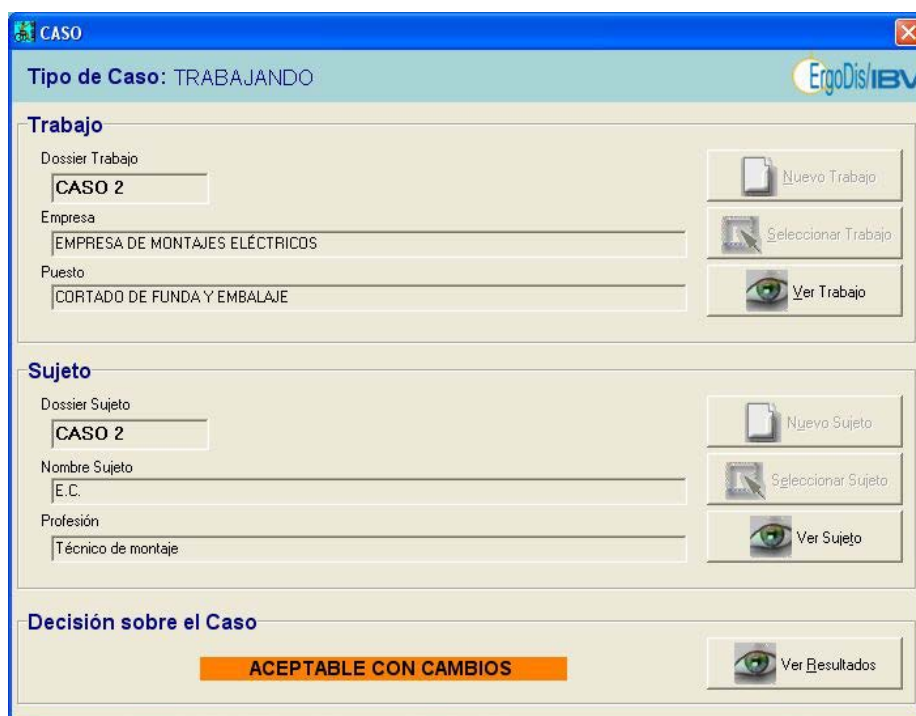 CASO
Tipo de Caso: TRABAJANDO
ErgoDis/IBV
Trabajo
Dossier Trabajo
CASO 2
Nuevo Trabajo
Empresa
EMPRESA DE MONTAJES ELÉCTRICOS
Seleccionar Trabajo
Puesto
CORTADO DE FUNDA Y EMBALAJE
Ver Trabajo
Sujeto
Dossier Sujeto
CASO 2
Nuevo Sujeto
Nombre Sujeto
E.C.
Seleccionar Sujeto
Profesión
Técnico de montaje
Ver Sujeto
Decisión sobre el Caso
ACEPTABLE CON CAMBIOS
Ver Resultados